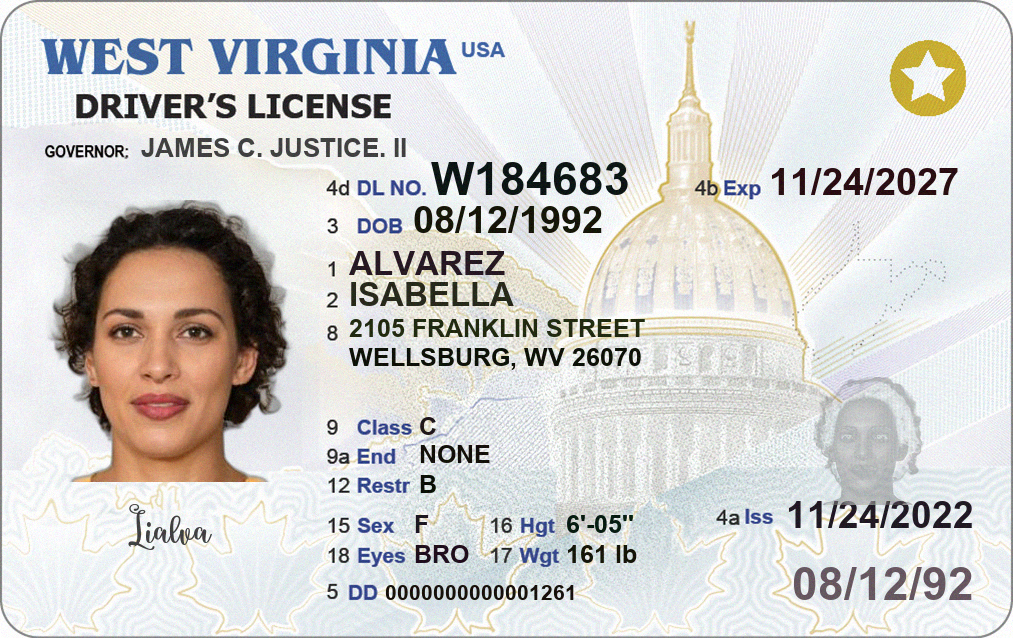 WEST VIRGINIA USA
DRIVER'S LICENSE
GOVERNOR: JAMES C. JUSTICE. II
4d DL NO. W184683 4b Exp 11/24/2027
3 DOB 08/12/1992
1 ALVAREZ
2 ISABELLA
8 2105 FRANKLIN STREET
WELLSBURG, WV 26070
9 Class C
9a End NONE
12 Restr B
15 Sex F 16 Hgt 6'-05" 4a Iss 11/24/2022
Lialva
18 Eyes BRO 17 Wgt 161 lb
5 DD 0000000000001261 08/12/92